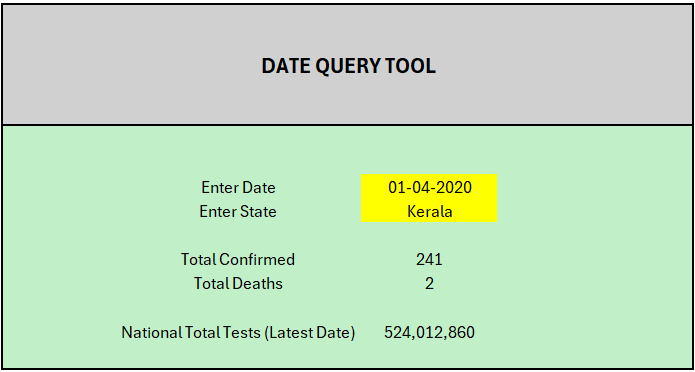 DATE QUERY TOOL
Enter Date 01-04-2020
Enter State Kerala
Total Confirmed 241
Total Deaths 2
National Total Tests (Latest Date) 524,012,860